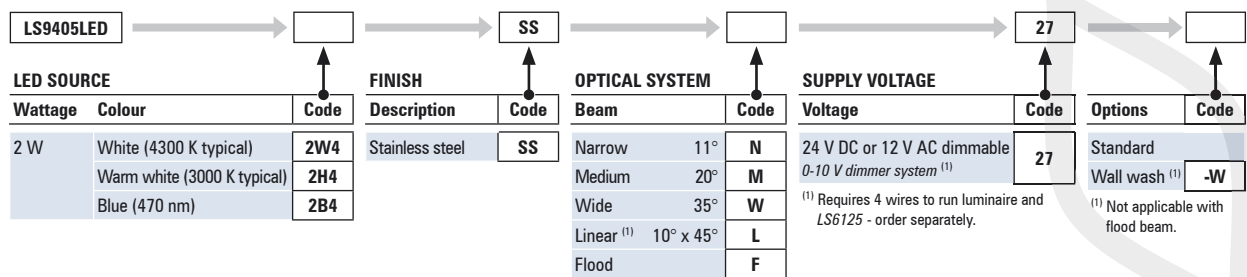 LS9405LED SS 27
LED SOURCE
Wattage Colour Code
2 W White (4300 K typical) 2W4
Warm white (3000 K typical) 2H4
Blue (470 nm) 2B4
FINISH
Description Code
Stainless steel SS
OPTICAL SYSTEM
Beam Code
Narrow 11° N
Medium 20° M
Wide 35° W
Linear (1) 10° x 45° L
Flood F
SUPPLY VOLTAGE
Voltage Code
24 V DC or 12 V AC dimmable 27
0-10 V dimmer system (1)
(1) Requires 4 wires to run luminaire and
LS6125 - order separately.
Options Code
Standard
Wall wash (1) -W
(1) Not applicable with
flood beam.